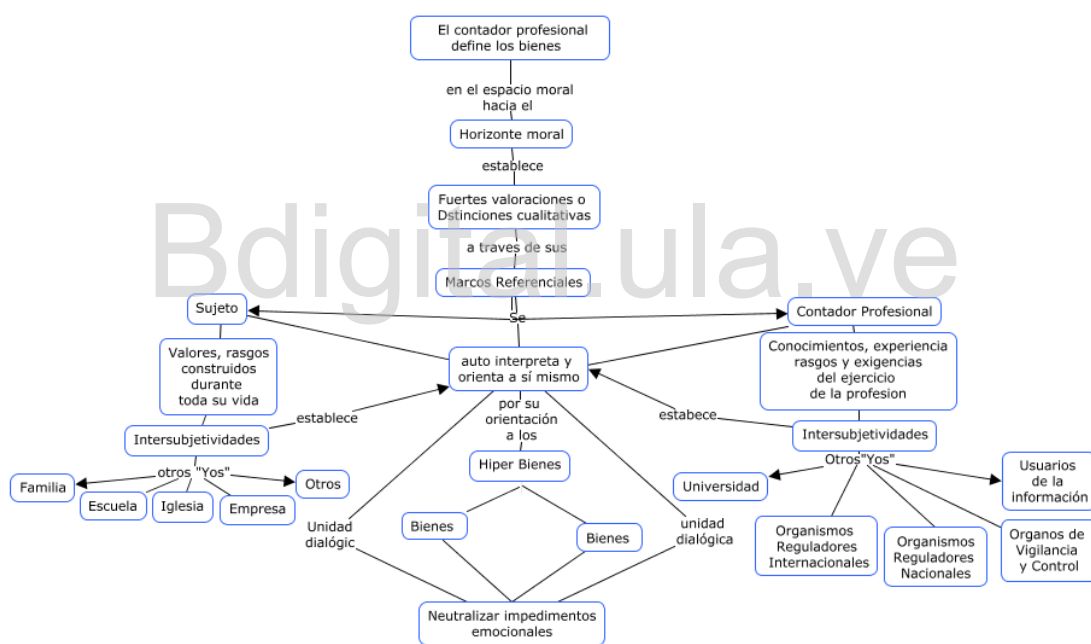 El contador profesional
define los bienes
en el espacio moral
hacia el
Horizonte moral
establece
Fuertes valoraciones o
Dstinciones cualitativas
Bdigital.ula.ve
a traves de sus
Marcos Referenciales
Se
Sujeto
Contador Profesional
Valores, rasgos
construidos
durante
toda su vida
auto interpreta y
orienta a sí mismo
Conocimientos, experiencia
rasgos y exigencias
del ejercicio
de la profesion
establece
por su
orientación
a los
estabece
Intersubjetividades
Intersubjetividades
otros "Yos"
Familia
Escuela
Iglesia
Empresa
Otros
Hiper Bienes
Otros"Yos"
Universidad
Usuarios
de la
información
Unidad
dialógic
Bienes
Bienes
unidad
dialógica
Organismos
Reguladores
Internacionales
Organismos
Reguladores
Nacionales
Organos de
Vigilancia
y Control
Neutralizar impedimentos
emocionales